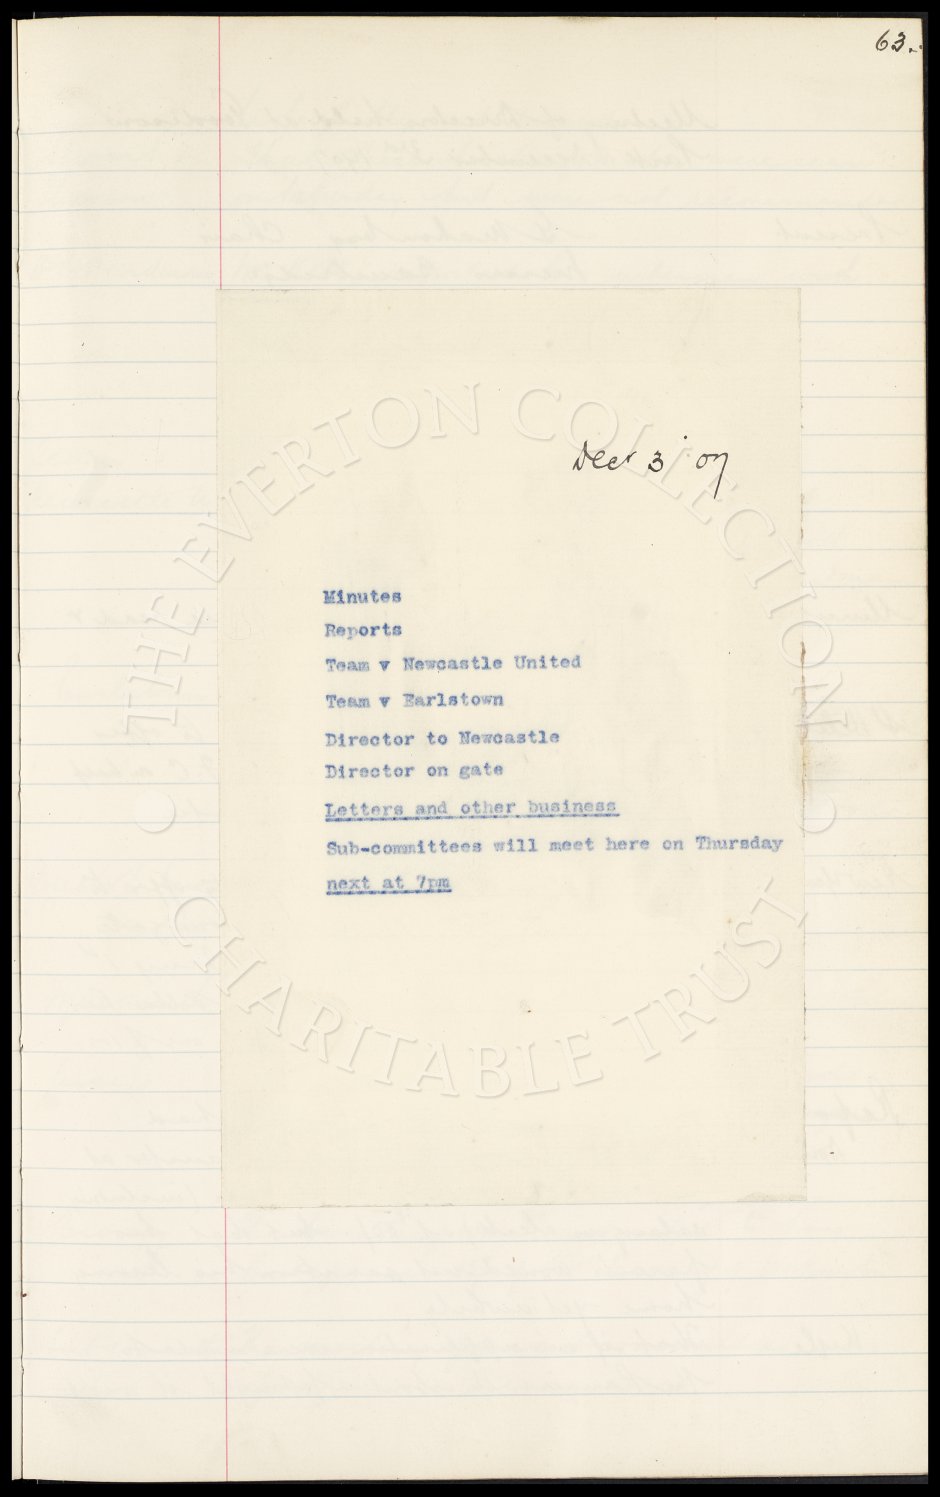 63.
Decr 3 07
Minutes
Reports
Team v Newcastle United
Team v Earlstown
Director to Newcastle
Director on gate
Letters and other business
Sub-committees will meet here on Thursday
next at 7pm
THE EVERTON COLLECTION
CHARITABLE TRUST